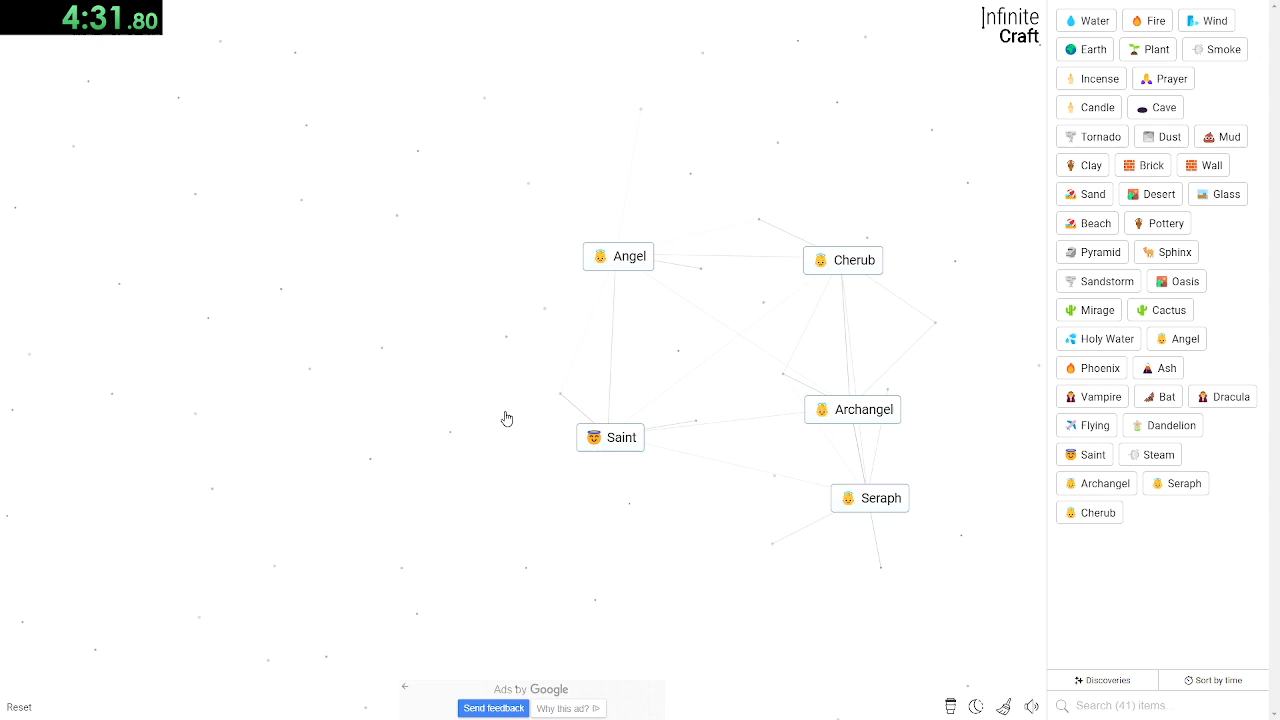 4:31.80
Infinite
Craft
Angel
Cherub
Archangel
Saint
Seraph
Water Fire Wind
Earth Plant Smoke
Incense Prayer
Candle Cave
Tornado Dust Mud
Clay Brick Wall
Sand Desert Glass
Beach Pottery
Pyramid Sphinx
Sandstorm Oasis
Mirage Cactus
Holy Water Angel
Phoenix Ash
Vampire Bat Dracula
Flying Dandelion
Saint Steam
Archangel Seraph
Cherub
Discoveries Sort by time
Search (41) items...
Reset
Ads by Google
Send feedback Why this ad?